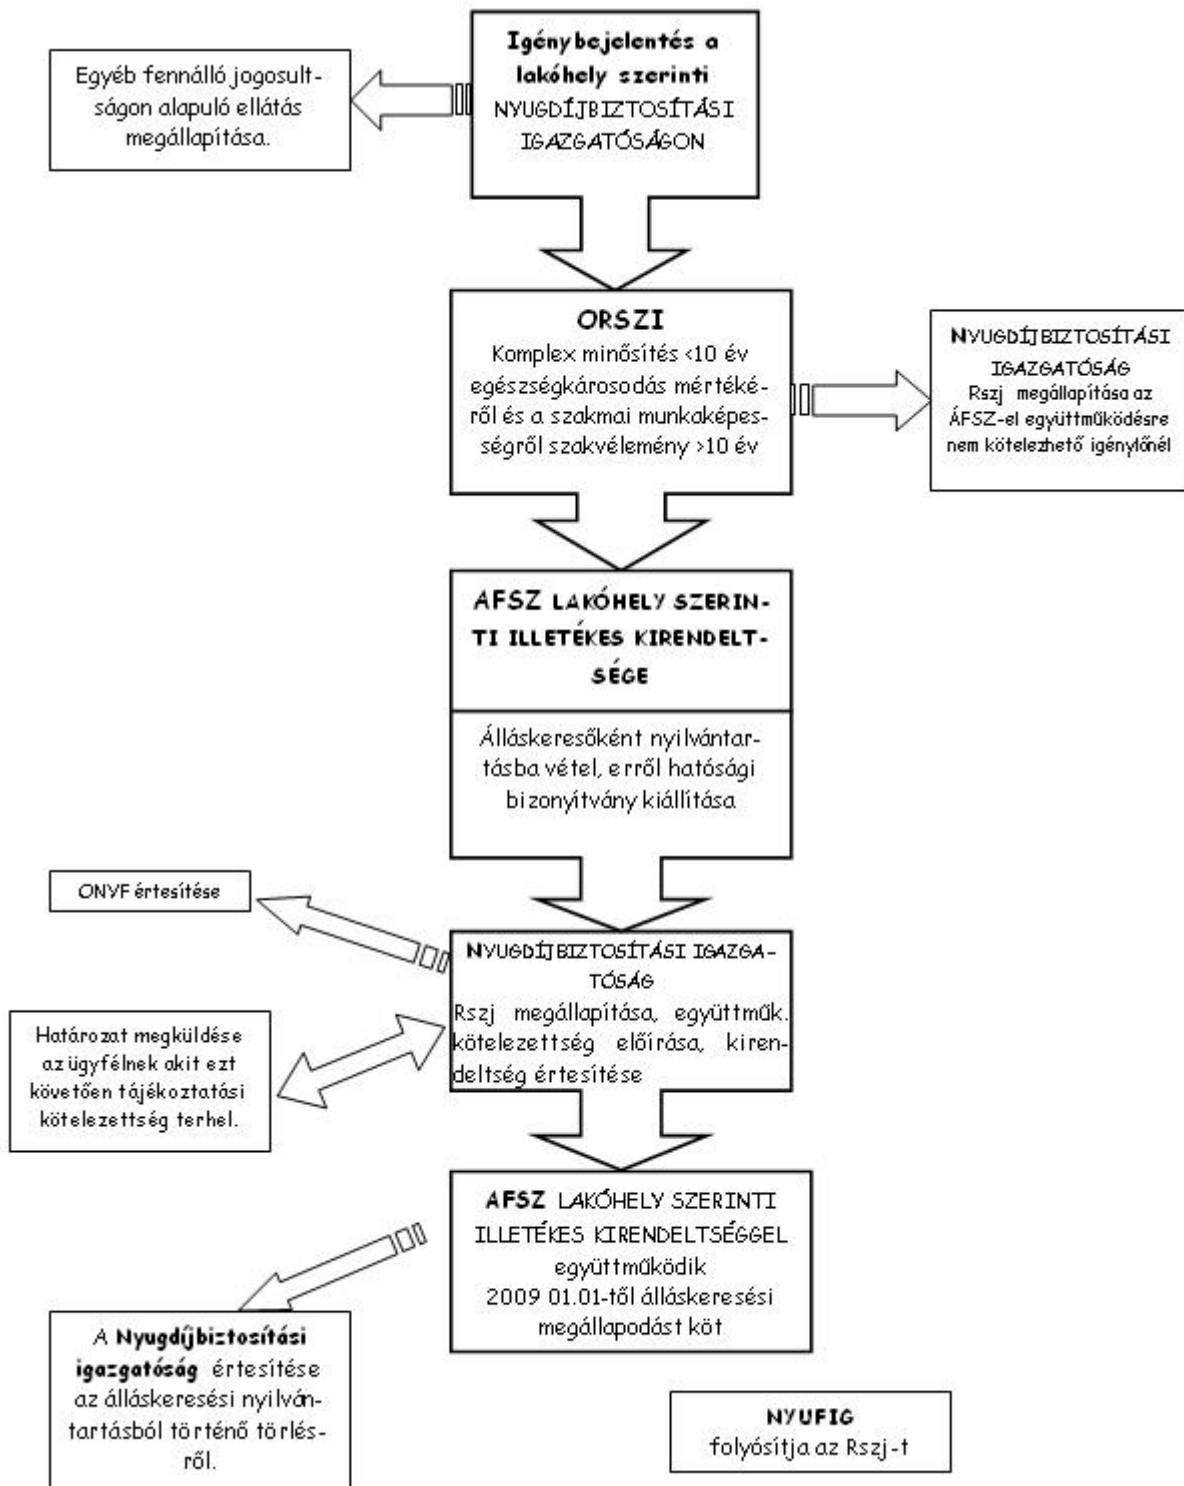 Igénybejelentés a
lakóhely szerinti
NYUGDÍJBIZTOSÍTÁSI
IGAZGATÓSÁGON
Egyéb fennálló jogosult-
ságon alapuló ellátás
megállapítása.
ORSZI
Komplex minősítés <10 év
egészségkárosodás mértéké-
ről és a szakmai munkaképes-
ségről szakvélemény >10 év
NYUGDÍJBIZTOSÍTÁSI
IGAZGATÓSÁG
Rszj megállapítása az
ÁFSZ-el együttműködésre
nem kötelezhető igénylőnél
AFSZ LAKÓHELY SZERIN-
TI ILLETÉKES KIRENDELT-
SÉGE
Álláskeresőként nyilvántar-
tásba vétel, erről hatósági
bizonyítvány kiállítása
ONYF értesítése
NYUGDÍJBIZTOSÍTÁSI IGAZGA-
TÓSÁG
Rszj megállapítása, együttműk.
kötelezettség előírása, kiren-
deltség értesítése
Határozat megküldése
az ügyfélnek akit ezt
követően tájékoztatási
kötelezettség terhel.
AFSZ LAKÓHELY SZERINTI
ILLETÉKES KIRENDELTSÉGGEL
együttműködik
2009 01.01-től álláskeresési
megállapodást köt
A Nyugdíjbiztosítási
igazgatóság értesítése
az álláskeresési nyilván-
tartásból történő törlés-
ről.
NYUFIG
folyósítja az Rszj-t